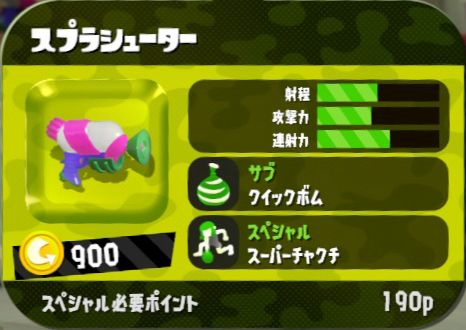 スプラシューター
射程
攻撃力
連射力
サブ
クイックボム
スペシャル
スーパーチャクチ
900
スペシャル必要ポイント 190p